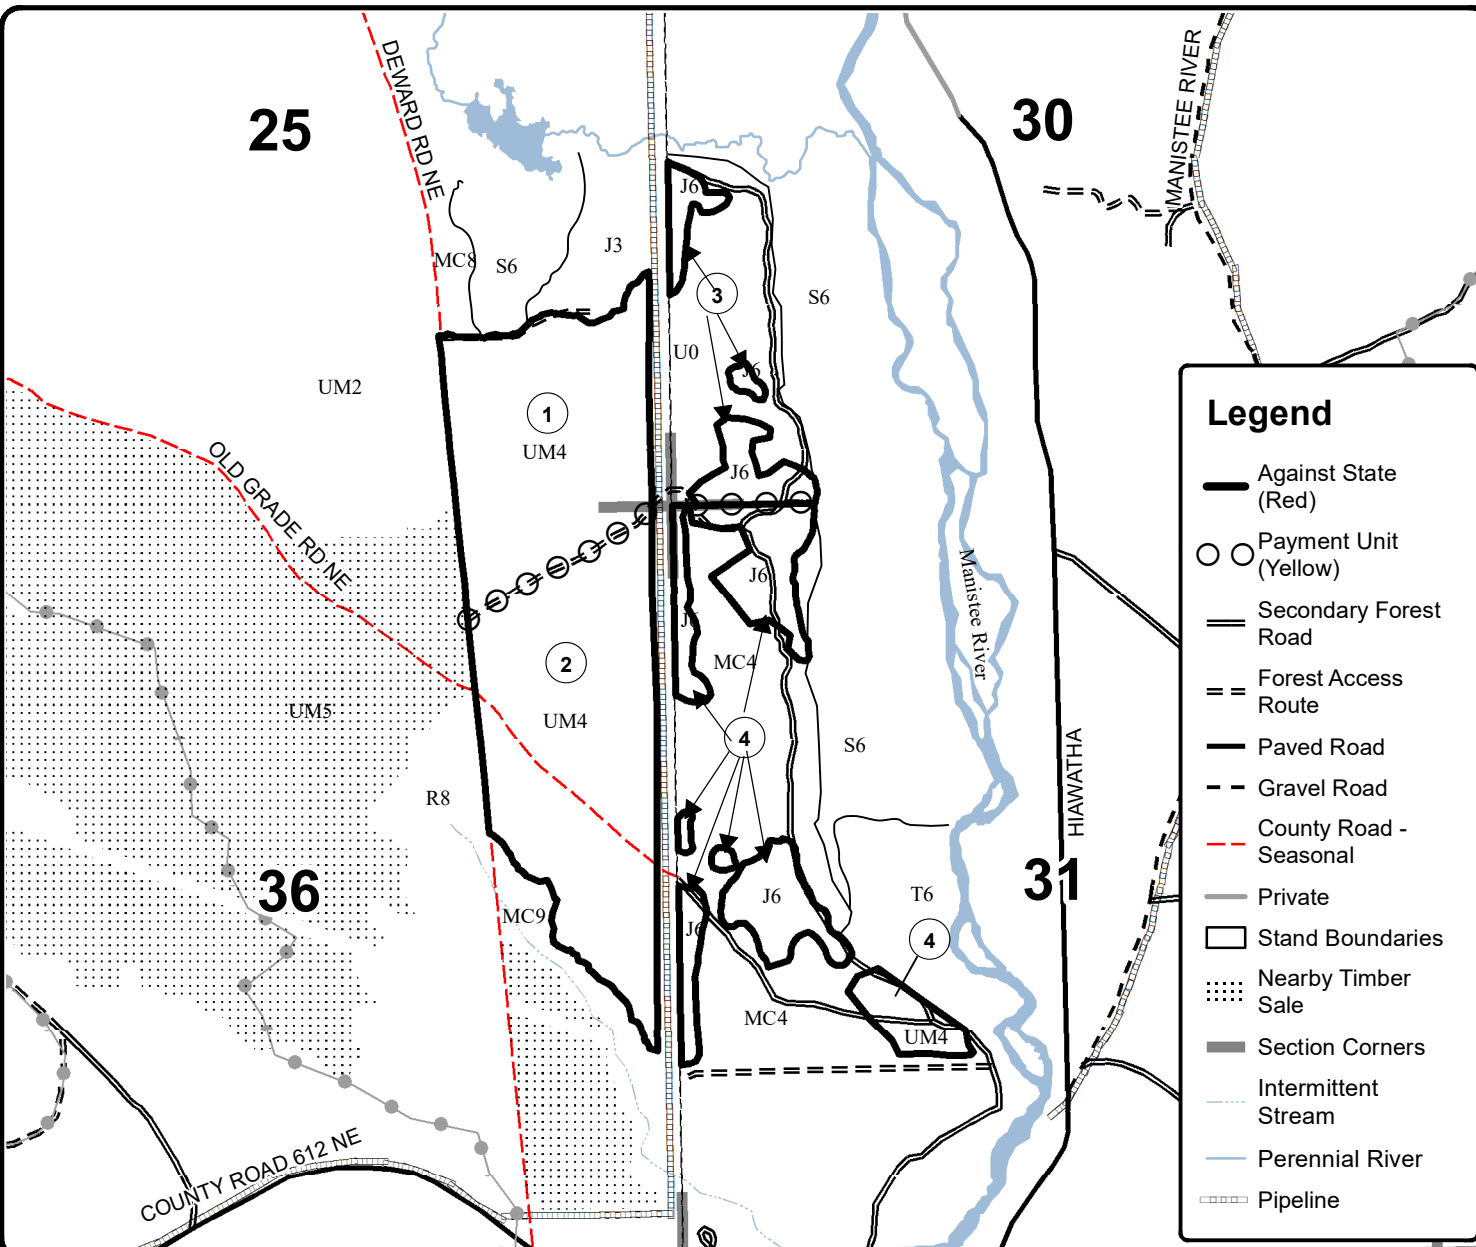 25
30
DEWARD RD NE
MANISTEE RIVER
J6
J3
MC8
S6
S6
3
U0
J6
UM2
1
UM4
OLD GRADE RD NE
J6
J6
Manistee River
J6
2
MC4
UM5
UM4
4
S6
HIAWATHA
R8
36
31
J6
T6
MC9
J6
4
MC4
UM4
COUNTY ROAD 612 NE
Legend
Against State
(Red)
Payment Unit
(Yellow)
Secondary Forest
Road
Forest Access
Route
Paved Road
Gravel Road
County Road -
Seasonal
Private
Stand Boundaries
Nearby Timber
Sale
Section Corners
Intermittent
Stream
Perennial River
Pipeline